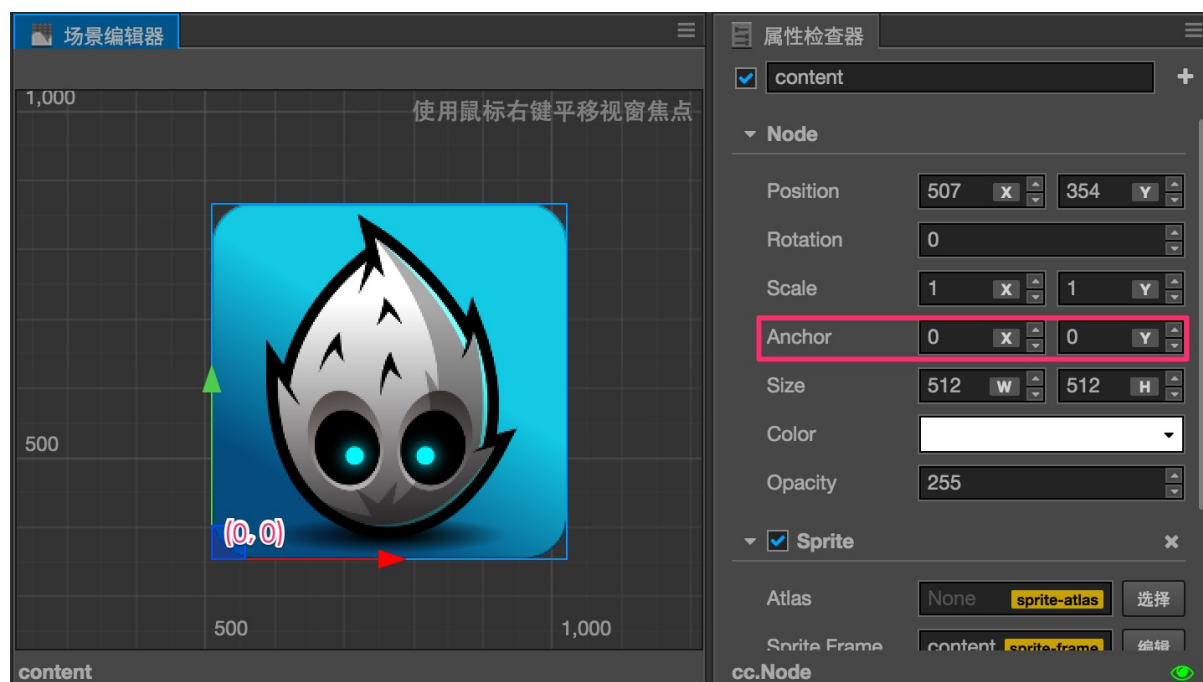 场景编辑器
1,000
使用鼠标右键平移视窗焦点
500
(0, 0)
500
1,000
content
属性检查器
content
Node
Position 507 X 354 Y
Rotation 0
Scale 1 X 1 Y
Anchor 0 X 0 Y
Size 512 W 512 H
Color
Opacity 255
Sprite
Atlas None sprite-atlas 选择
Sprite Frame content sprite-frame 编辑
cc.Node